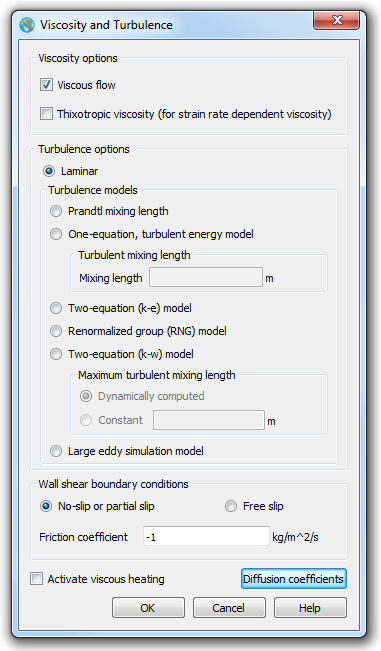 Viscosity and Turbulence
Viscosity options
Viscous flow
Thixotropic viscosity (for strain rate dependent viscosity)
Turbulence options
Laminar
Turbulence models
Prandtl mixing length
One-equation, turbulent energy model
Turbulent mixing length
Mixing length m
Two-equation (k-e) model
Renormalized group (RNG) model
Two-equation (k-w) model
Maximum turbulent mixing length
Dynamically computed
Constant m
Large eddy simulation model
Wall shear boundary conditions
No-slip or partial slip Free slip
Friction coefficient -1 kg/m^2/s
Activate viscous heating Diffusion coefficients
OK Cancel Help